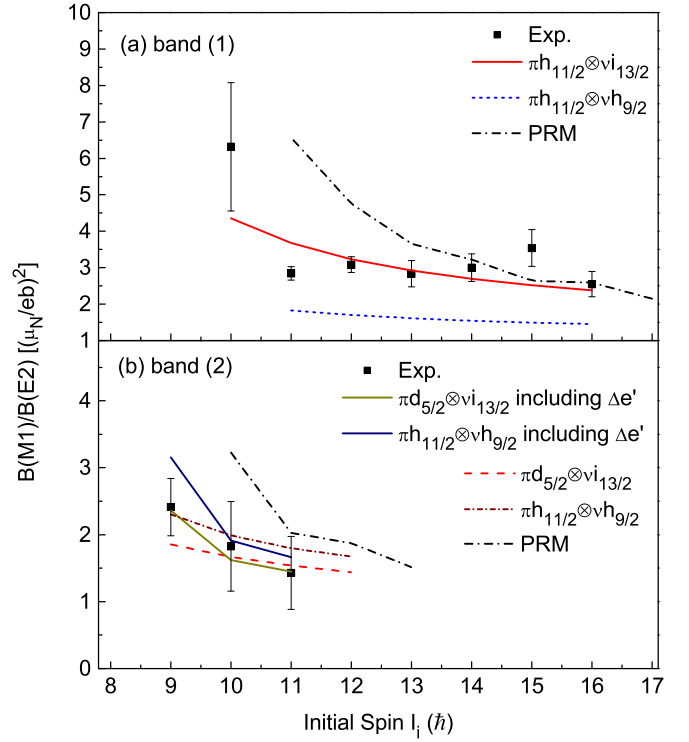 10
(a) band (1)
Exp.
9
πh11/2⊗νi13/2
8
πh11/2⊗νh9/2
7
PRM
6
5
4
3
2
1
B(M1)/B(E2) [(μN/eb)2]
(b) band (2)
Exp.
4
πd5/2⊗νi13/2 including Δe'
πh11/2⊗νh9/2 including Δe'
3
πd5/2⊗νi13/2
πh11/2⊗νh9/2
2
PRM
1
0
8 9 10 11 12 13 14 15 16 17
Initial Spin Ii (ℏ)